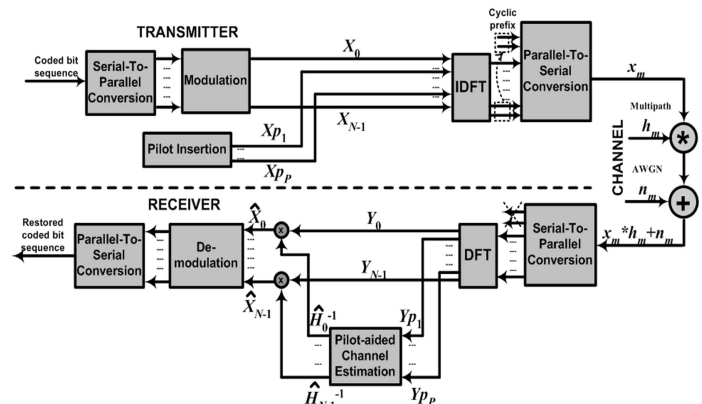 TRANSMITTER
Cyclic
prefix
Coded bit
sequence
Serial-To-
Parallel
Conversion
Modulation
X0
XN-1
IDFT
Parallel-To-
Serial
Conversion
xm
Pilot Insertion
Xp1
XpP
Multipath
hm
*
CHANNEL
AWGN
nm
+
RECEIVER
Restored
coded bit
sequence
Parallel-To-
Serial
Conversion
De-
modulation
X̂0
X̂N-1
x
x
Y0
YN-1
DFT
Serial-To-
Parallel
Conversion
xm*hm+nm
Ĥ0-1
ĤN-1-1
Pilot-aided
Channel
Estimation
Yp1
YpP